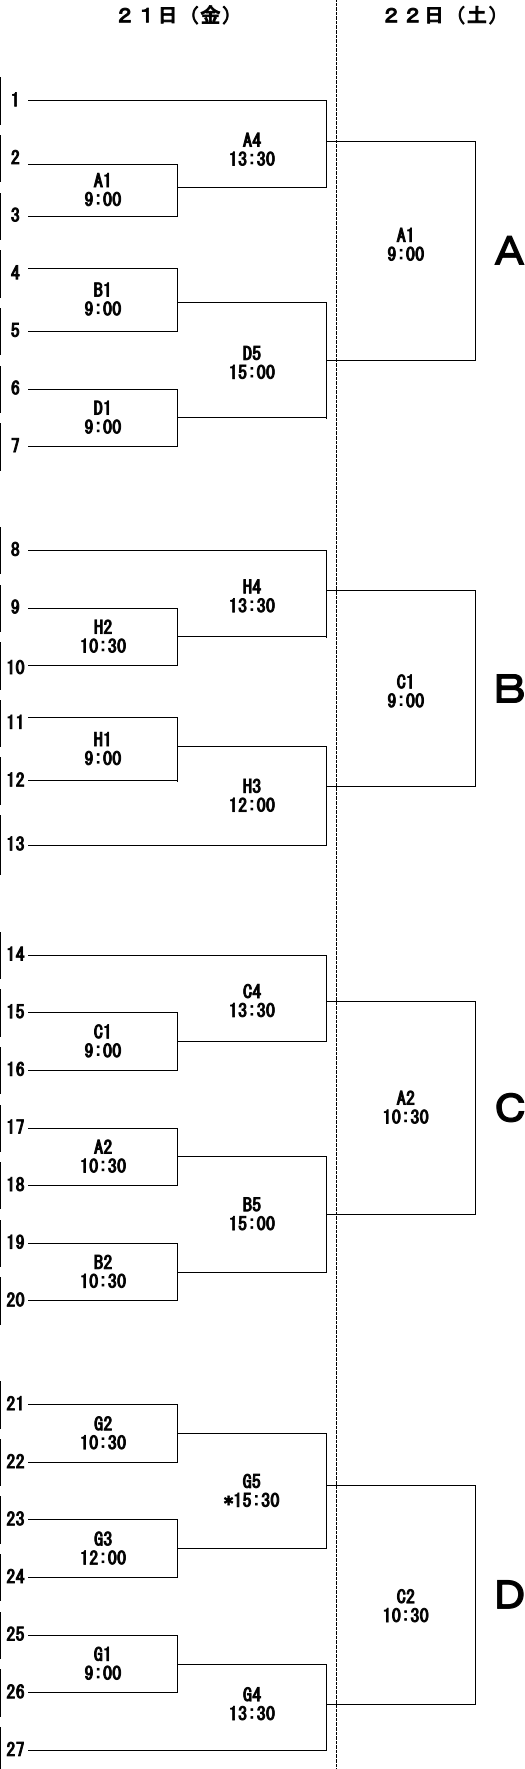 ２１日（金）
２２日（土）
1
A4
13:30
2
A1
9:00
3
A1
9:00
A
4
B1
9:00
5
D5
15:00
6
D1
9:00
7
8
H4
13:30
9
H2
10:30
10
C1
9:00
B
11
H1
9:00
12
H3
12:00
13
14
C4
13:30
15
C1
9:00
16
A2
10:30
C
17
A2
10:30
18
B5
15:00
19
B2
10:30
20
21
G2
10:30
22
G5
*15:30
23
G3
12:00
24
C2
10:30
D
25
G1
9:00
26
G4
13:30
27